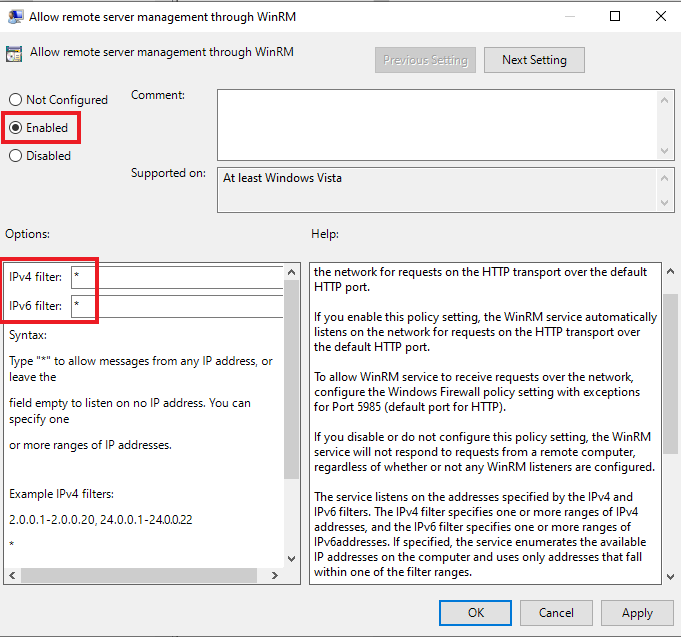 Allow remote server management through WinRM
Allow remote server management through WinRM
Previous Setting
Next Setting
Not Configured
Comment:
Enabled
Disabled
Supported on:
At least Windows Vista
Options:
Help:
IPv4 filter:
*
IPv6 filter:
*
Syntax:
Type "*" to allow messages from any IP address, or
leave the
field empty to listen on no IP address. You can
specify one
or more ranges of IP addresses.
Example IPv4 filters:
2.0.0.1-2.0.0.20, 24.0.0.1-24.0.0.22
*
the network for requests on the HTTP transport over the default
HTTP port.
If you enable this policy setting, the WinRM service automatically
listens on the network for requests on the HTTP transport over
the default HTTP port.
To allow WinRM service to receive requests over the network,
configure the Windows Firewall policy setting with exceptions
for Port 5985 (default port for HTTP).
If you disable or do not configure this policy setting, the WinRM
service will not respond to requests from a remote computer,
regardless of whether or not any WinRM listeners are configured.
The service listens on the addresses specified by the IPv4 and
IPv6 filters. The IPv4 filter specifies one or more ranges of IPv4
addresses, and the IPv6 filter specifies one or more ranges of
IPv6addresses. If specified, the service enumerates the available
IP addresses on the computer and uses only addresses that fall
within one of the filter ranges.
OK
Cancel
Apply